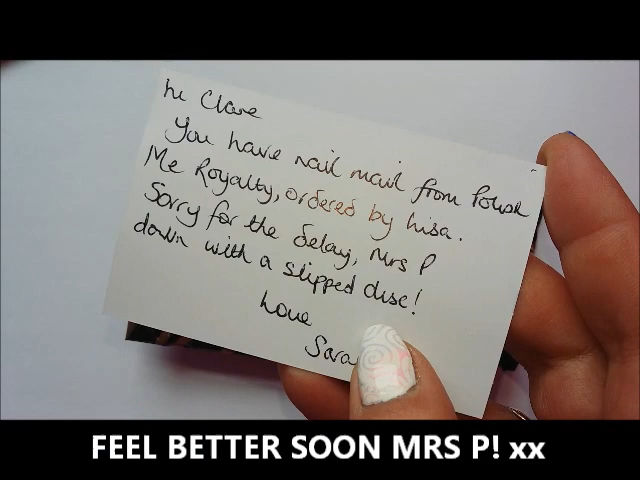 hi Clare
You have nail mail from Polish
Me Royalty, ordered by Lisa.
Sorry for the delay, Mrs P
down with a slipped disc!
Love
Sara
FEEL BETTER SOON MRS P! xx